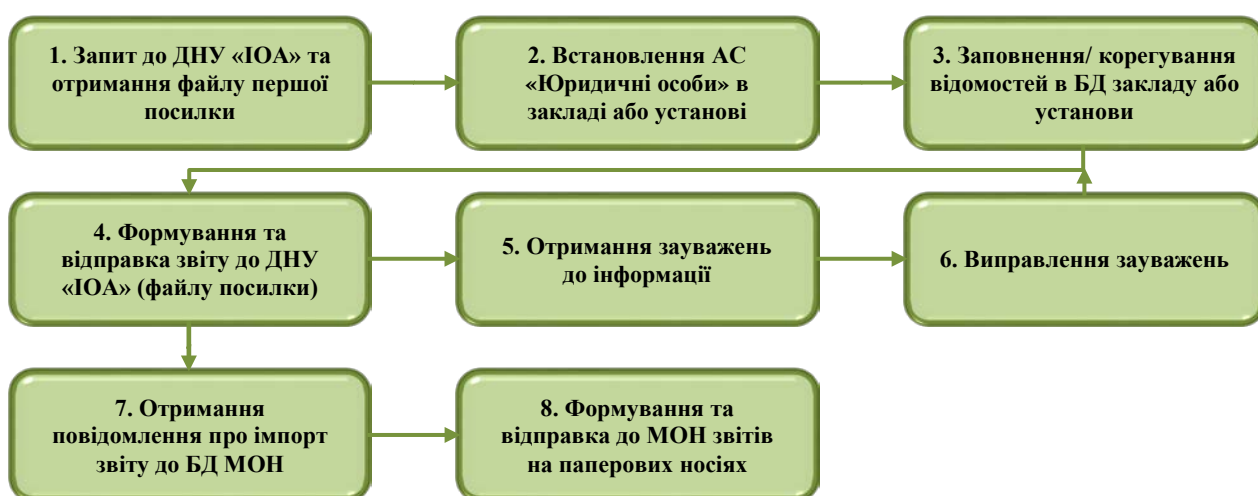 1. Запит до ДНУ «ІОА» та
отримання файлу першої
посилки
2. Встановлення АС
«Юридичні особи» в
закладі або установі
3. Заповнення/ корегування
відомостей в БД закладу або
установи
4. Формування та
відправка звіту до ДНУ
«ІОА» (файлу посилки)
5. Отримання зауважень
до інформації
6. Виправлення зауважень
7. Отримання
повідомлення про імпорт
звіту до БД МОН
8. Формування та
відправка до МОН звітів
на паперових носіях